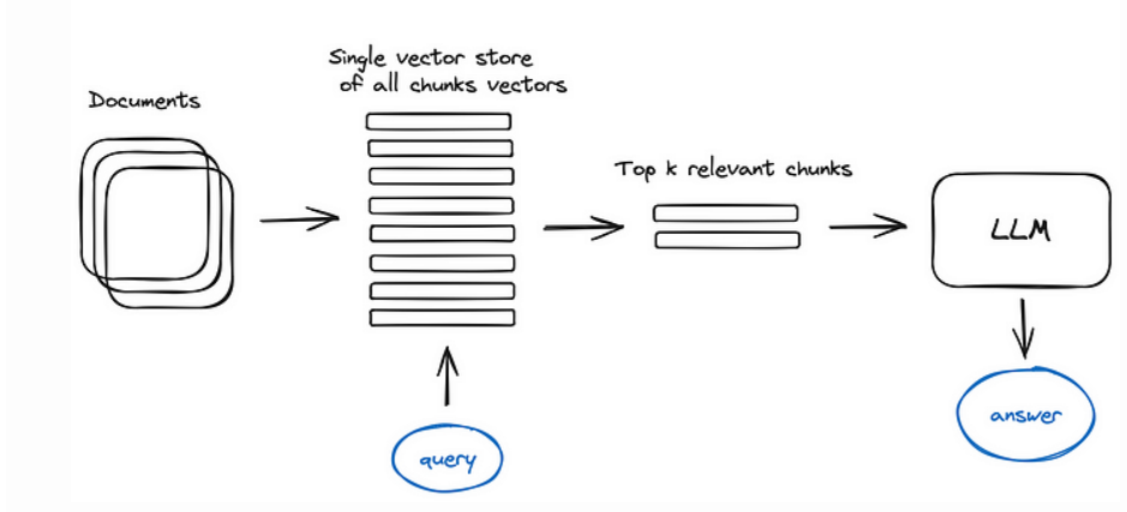 Documents
Single vector store
of all chunks vectors
Top k relevant chunks
LLM
query
answer